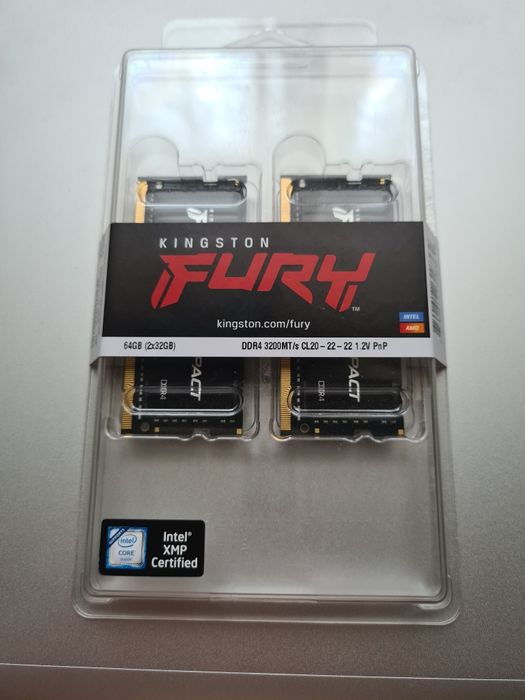 KINGSTON
FURY
TM
kingston.com/fury
INTEL
AMD
64GB (2x32GB)
DDR4 3200MT/s CL20 - 22 - 22 1.2V PnP
PACT
DDR4
PACT
DDR4
intel
CORE
inside
Intel®
XMP
Certified